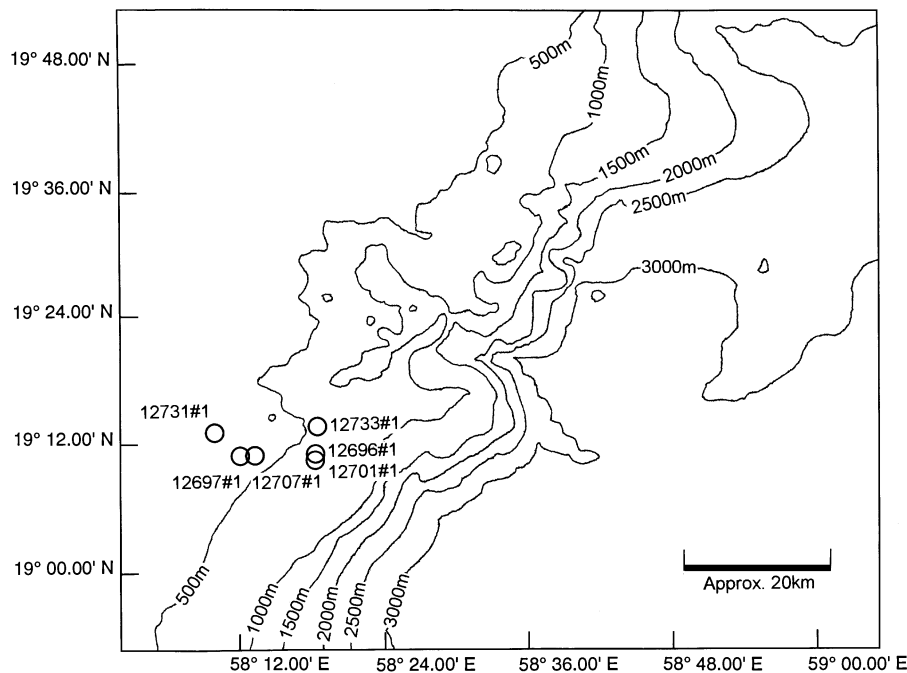 500m
1000m
19° 48.00' N
1500m
2000m
19° 36.00' N
2500m
3000m
19° 24.00' N
12731#1
12733#1
19° 12.00' N
12696#1
12701#1
12697#1 12707#1
19° 00.00' N
500m
1000m
1500m
2000m
2500m
3000m
Approx. 20km
58° 12.00' E
58° 24.00' E
58° 36.00' E
58° 48.00' E
59° 00.00' E